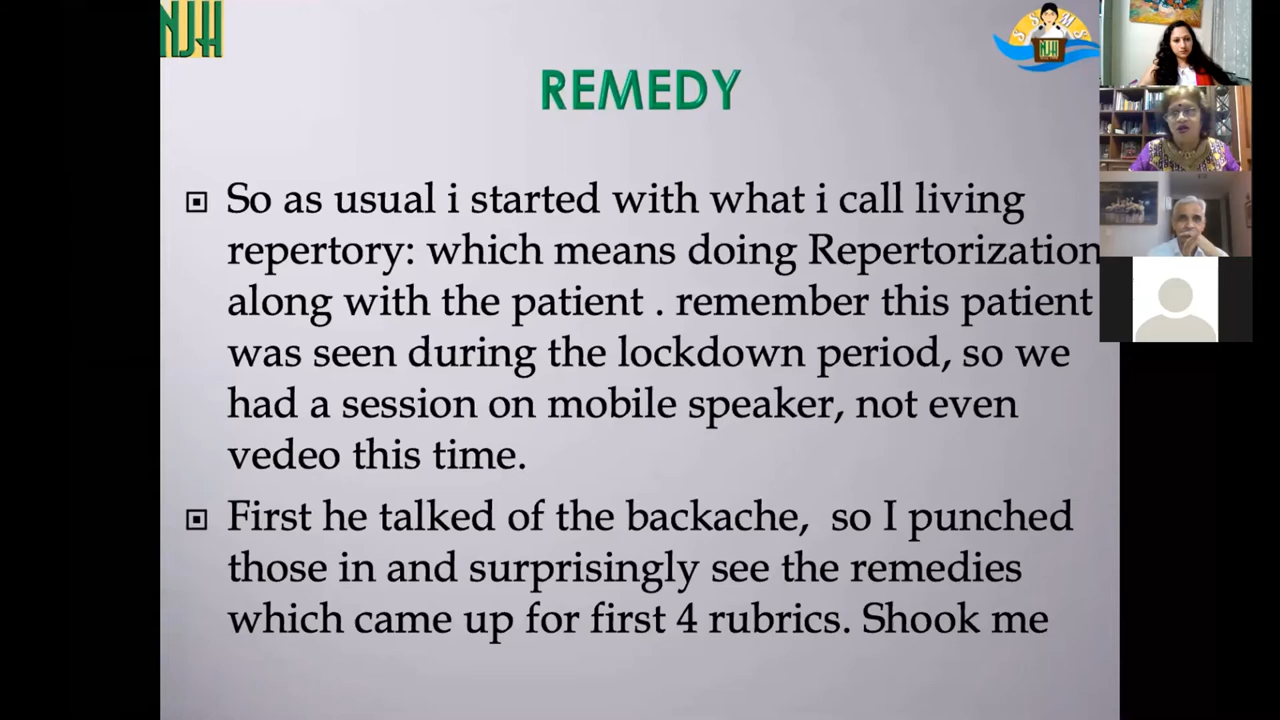 NJH
S S M S
NJH
REMEDY
So as usual i started with what i call living
repertory: which means doing Repertorization
along with the patient . remember this patient
was seen during the lockdown period, so we
had a session on mobile speaker, not even
vedeo this time.
First he talked of the backache, so I punched
those in and surprisingly see the remedies
which came up for first 4 rubrics. Shook me